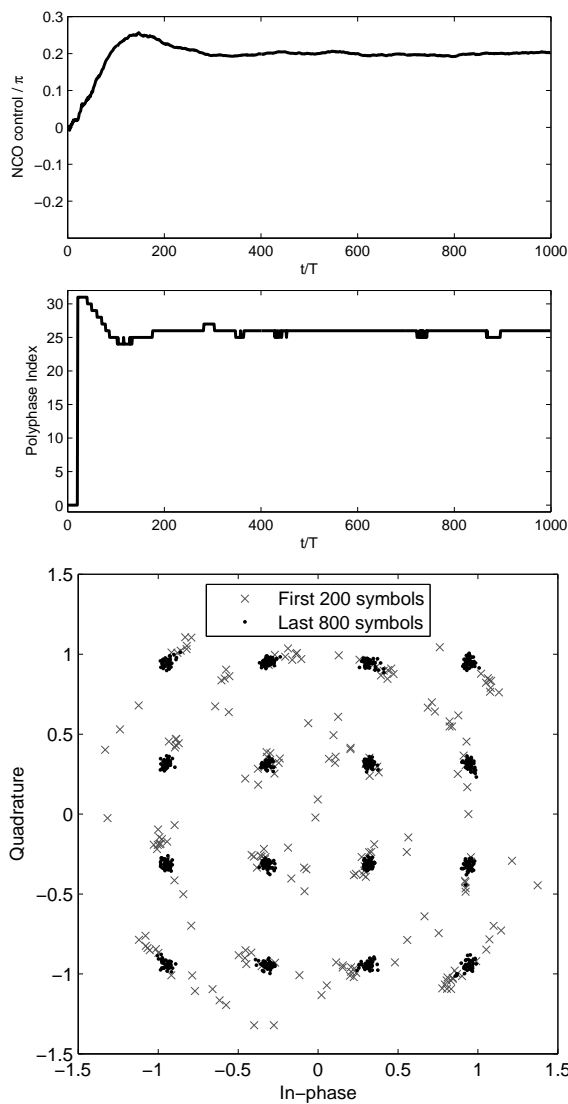 0.3
0.2
0.1
0
−0.1
−0.2
NCO control / π
0 200 400 600 800 1000
t/T
30
25
20
15
10
5
0
Polyphase Index
0 200 400 600 800 1000
t/T
1.5
1
0.5
0
−0.5
−1
−1.5
Quadrature
First 200 symbols
Last 800 symbols
−1.5 −1 −0.5 0 0.5 1 1.5
In−phase